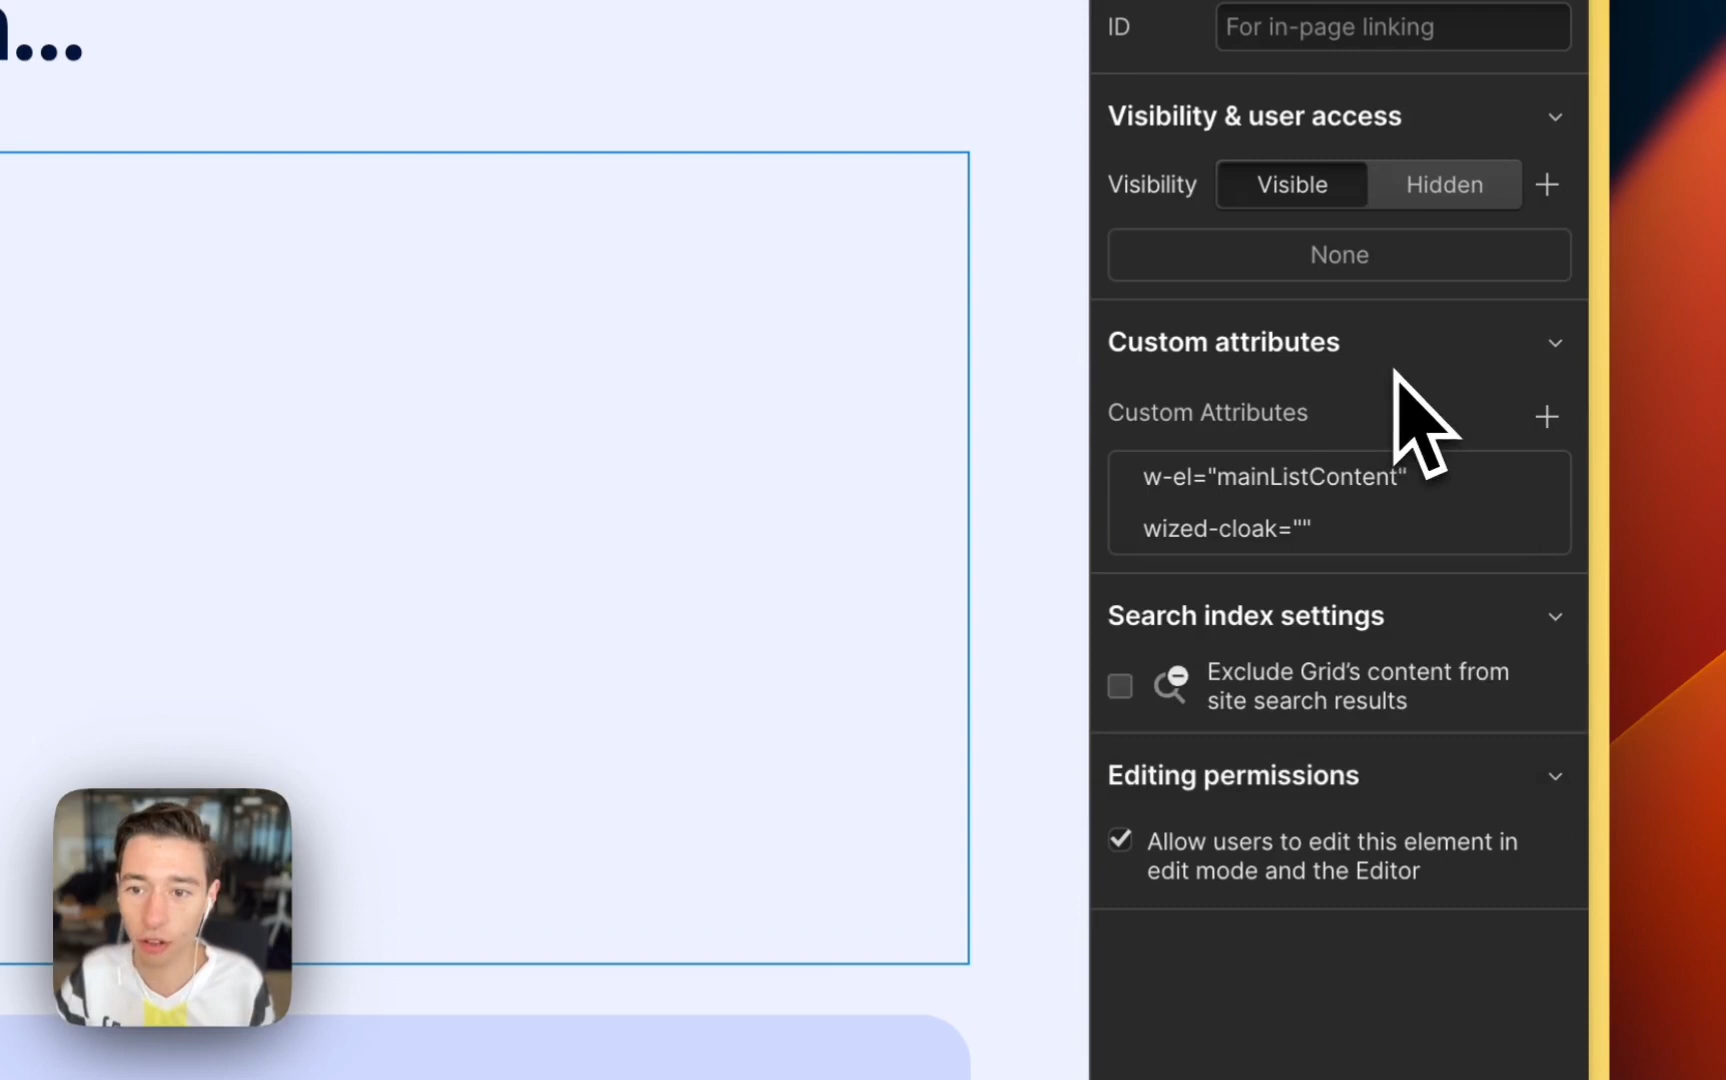 ID
For in-page linking
Visibility & user access
Visibility
Visible
Hidden
None
Custom attributes
Custom Attributes
w-el="mainListContent"
wized-cloak=""
Search index settings
Exclude Grid’s content from
site search results
Editing permissions
Allow users to edit this element in
edit mode and the Editor